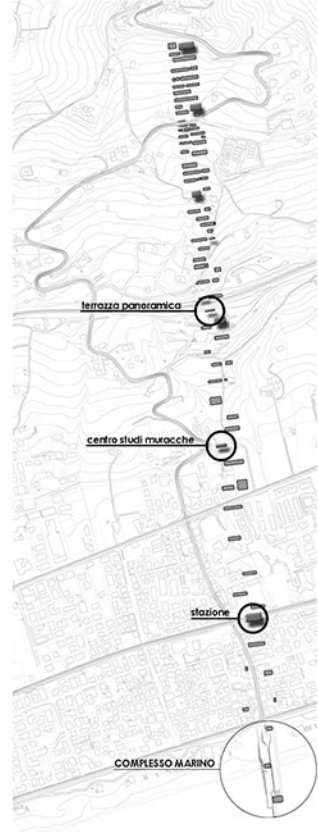 terrazza panoramica
centro studi muracche
stazione
COMPLESSO MARINO